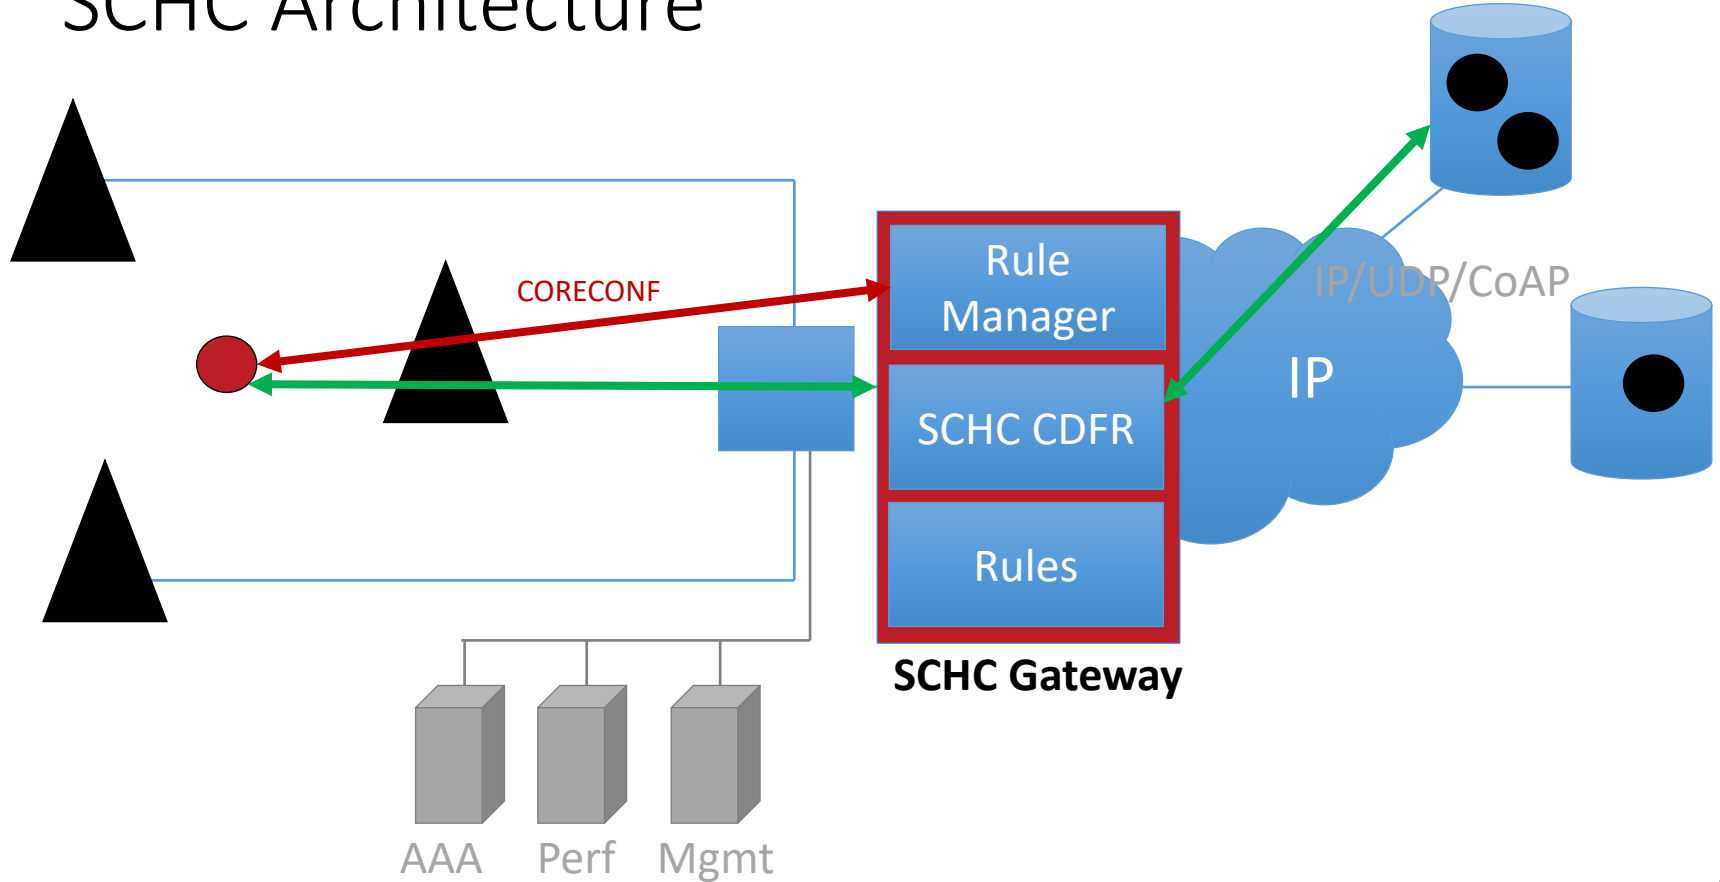 SCHC Architecture
CORECONF
Rule
Manager
IP/UDP/CoAP
IP
SCHC CDFR
Rules
SCHC Gateway
AAA Perf Mgmt